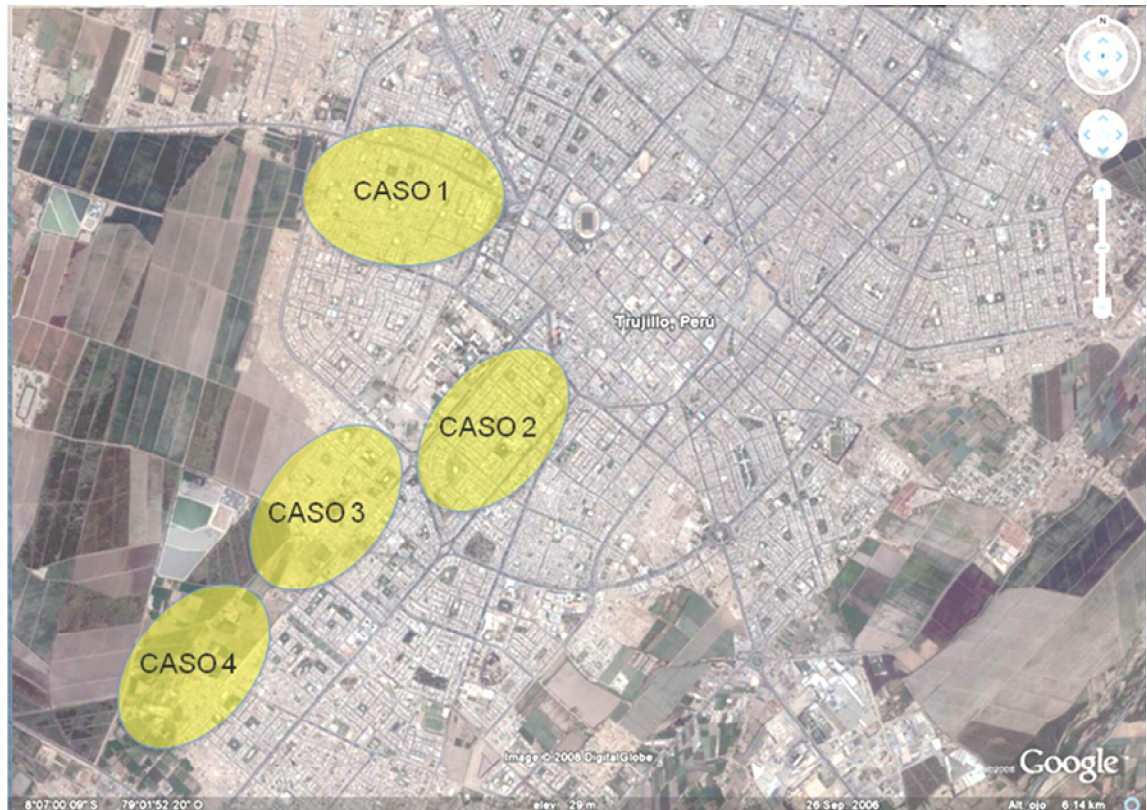 N
CASO 1
Trujillo, Perú
CASO 2
CASO 3
CASO 4
Image © 2008 DigitalGlobe
©2008 Google
8°07'00.09" S 79°01'52.20" O elev 29 m 26 Sep 2006 Alt. ojo 6.14 km